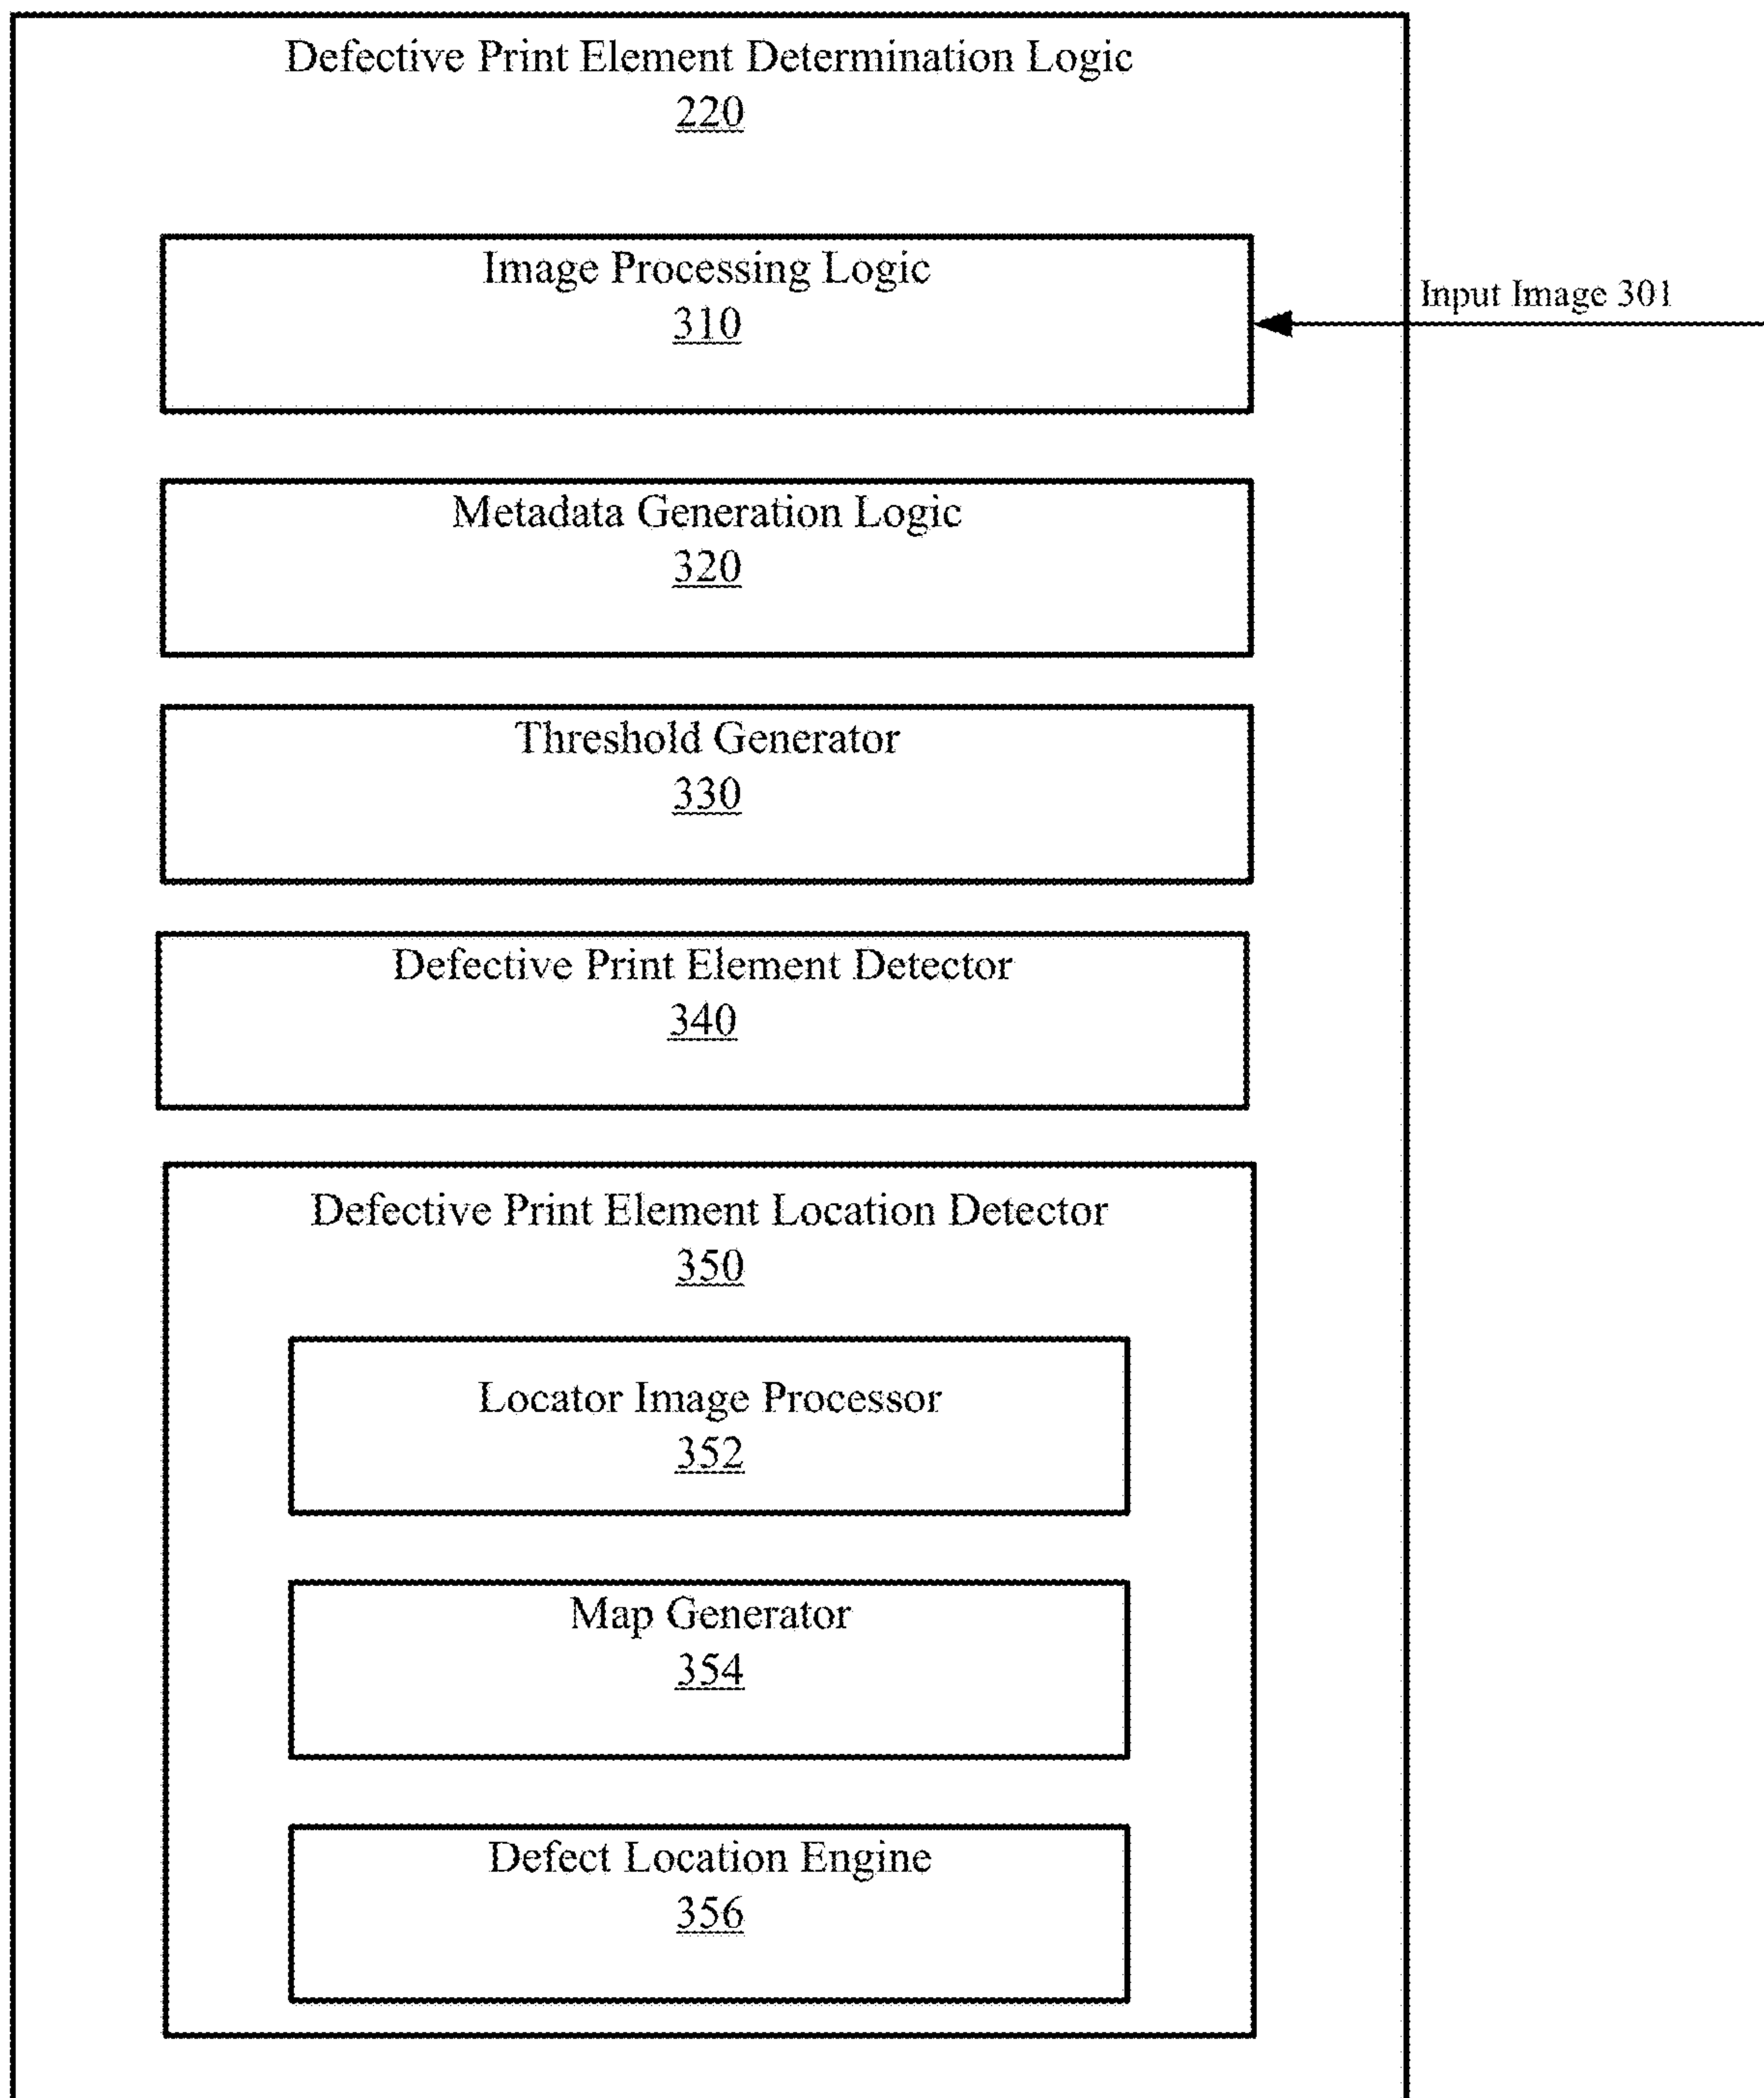 Defective Print Element Determination Logic
220
Image Processing Logic
310
Input Image 301
Metadata Generation Logic
320
Threshold Generator
330
Defective Print Element Detector
340
Defective Print Element Location Detector
350
Locator Image Processor
352
Map Generator
354
Defect Location Engine
356